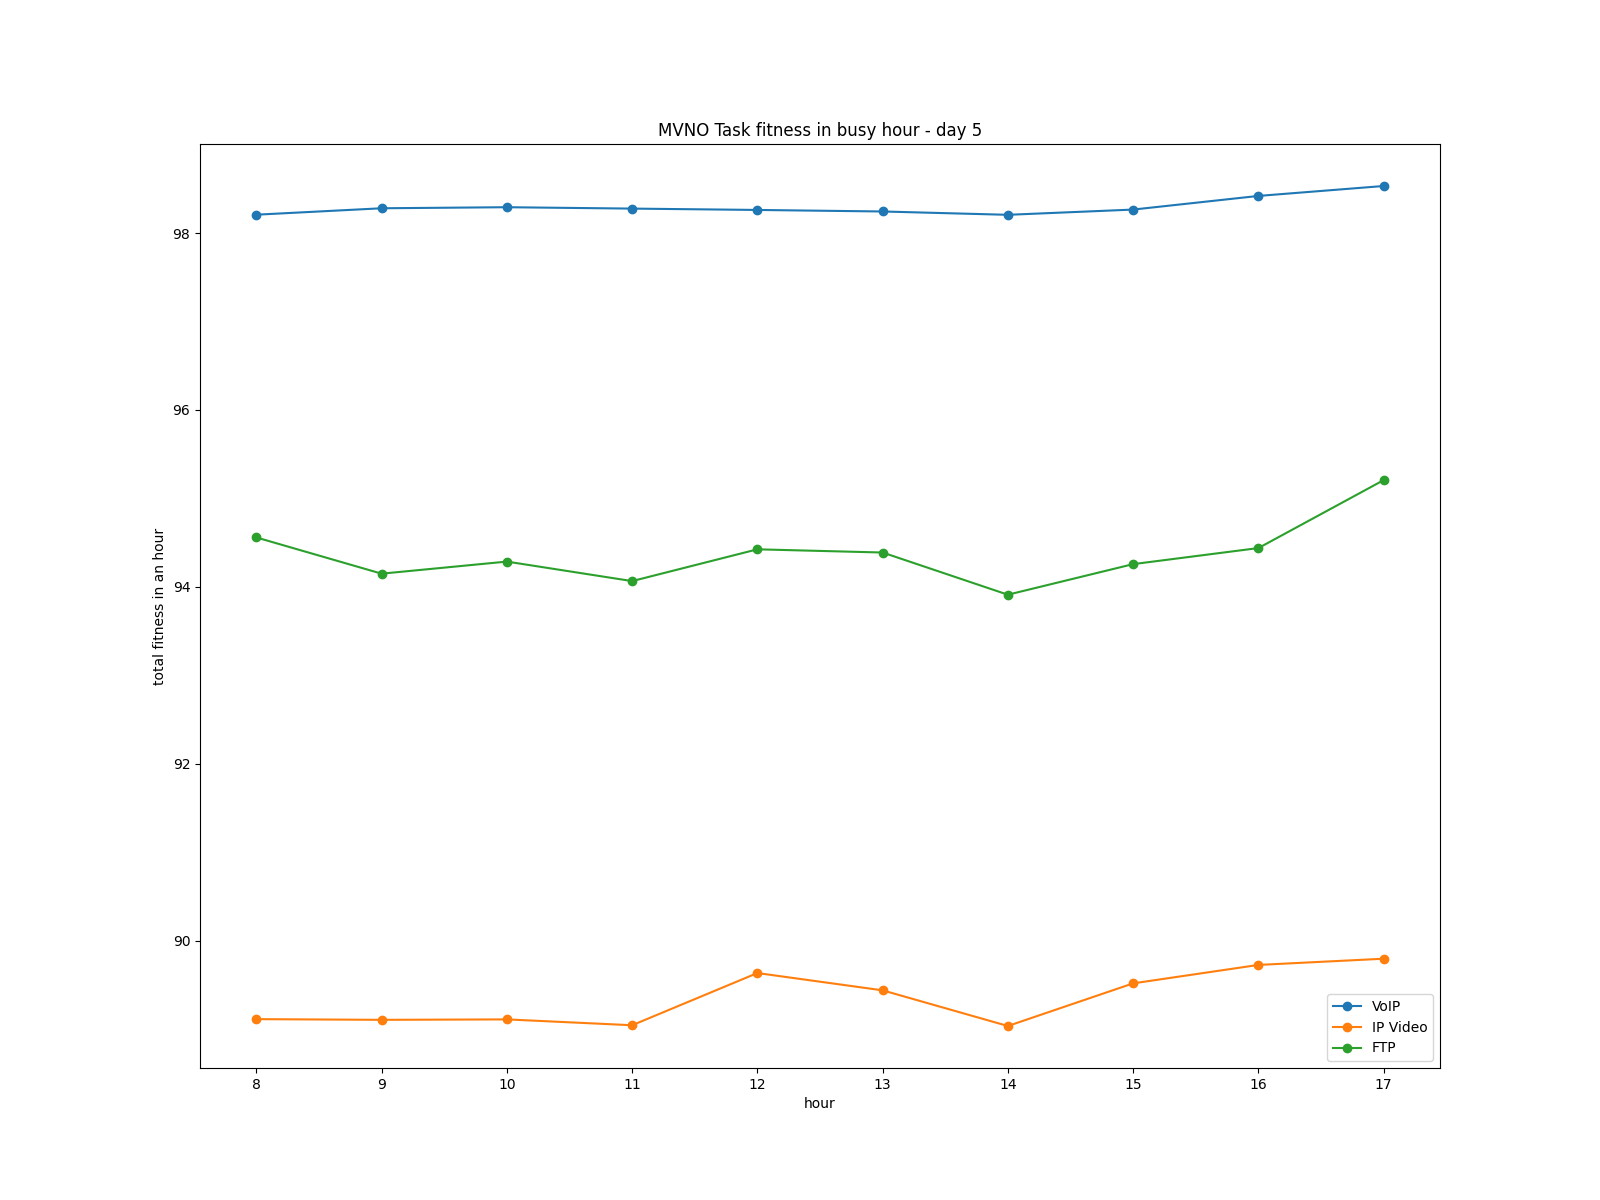 MVNO Task fitness in busy hour - day 5
total fitness in an hour
98
96
94
92
90
8 9 10 11 12 13 14 15 16 17
hour
VoIP
IP Video
FTP